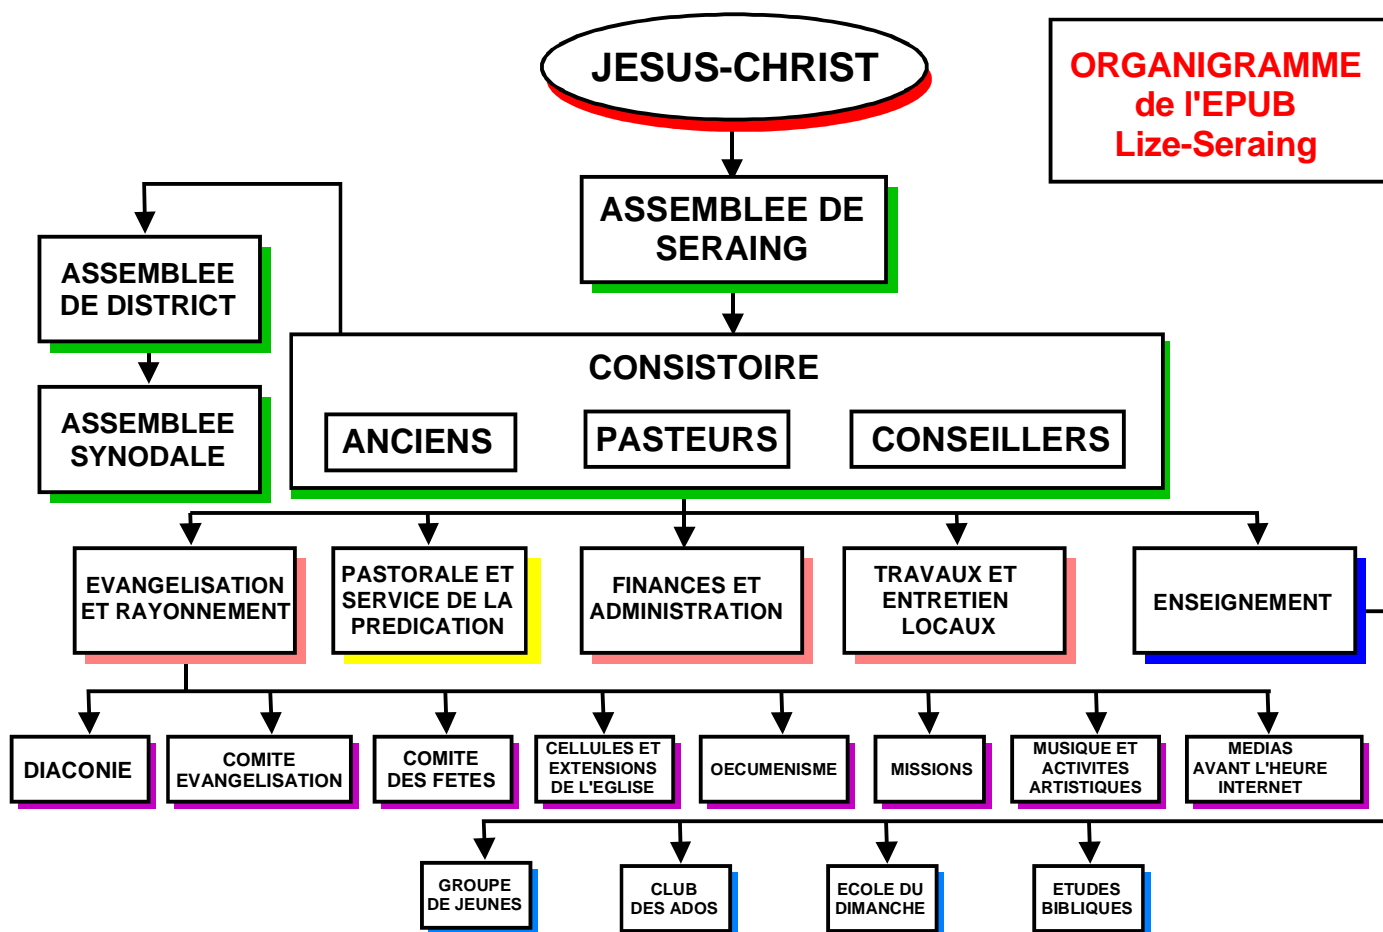 JESUS-CHRIST
ORGANIGRAMME
de l'EPUB
Lize-Seraing
ASSEMBLEE DE
SERAING
ASSEMBLEE
DE DISTRICT
ASSEMBLEE
SYNODALE
CONSISTOIRE
ANCIENS
PASTEURS
CONSEILLERS
EVANGELISATION
ET RAYONNEMENT
PASTORALE ET
SERVICE DE LA
PREDICATION
FINANCES ET
ADMINISTRATION
TRAVAUX ET
ENTRETIEN
LOCAUX
ENSEIGNEMENT
DIACONIE
COMITE
EVANGELISATION
COMITE
DES FETES
CELLULES ET
EXTENSIONS
DE L'EGLISE
OECUMENISME
MISSIONS
MUSIQUE ET
ACTIVITES
ARTISTIQUES
MEDIAS
AVANT L'HEURE
INTERNET
GROUPE
DE JEUNES
CLUB
DES ADOS
ECOLE DU
DIMANCHE
ETUDES
BIBLIQUES